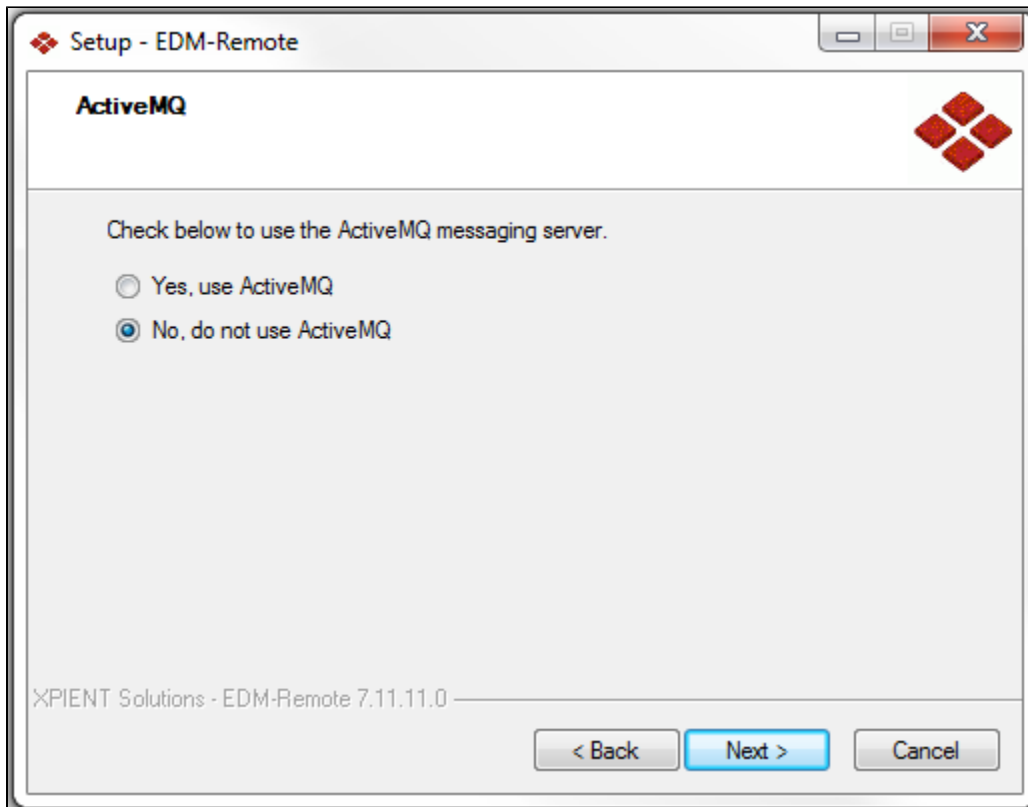 Setup - EDM-Remote
ActiveMQ
Check below to use the ActiveMQ messaging server.
Yes, use ActiveMQ
No, do not use ActiveMQ
XPIENT Solutions - EDM-Remote 7.11.11.0
< Back Next > Cancel